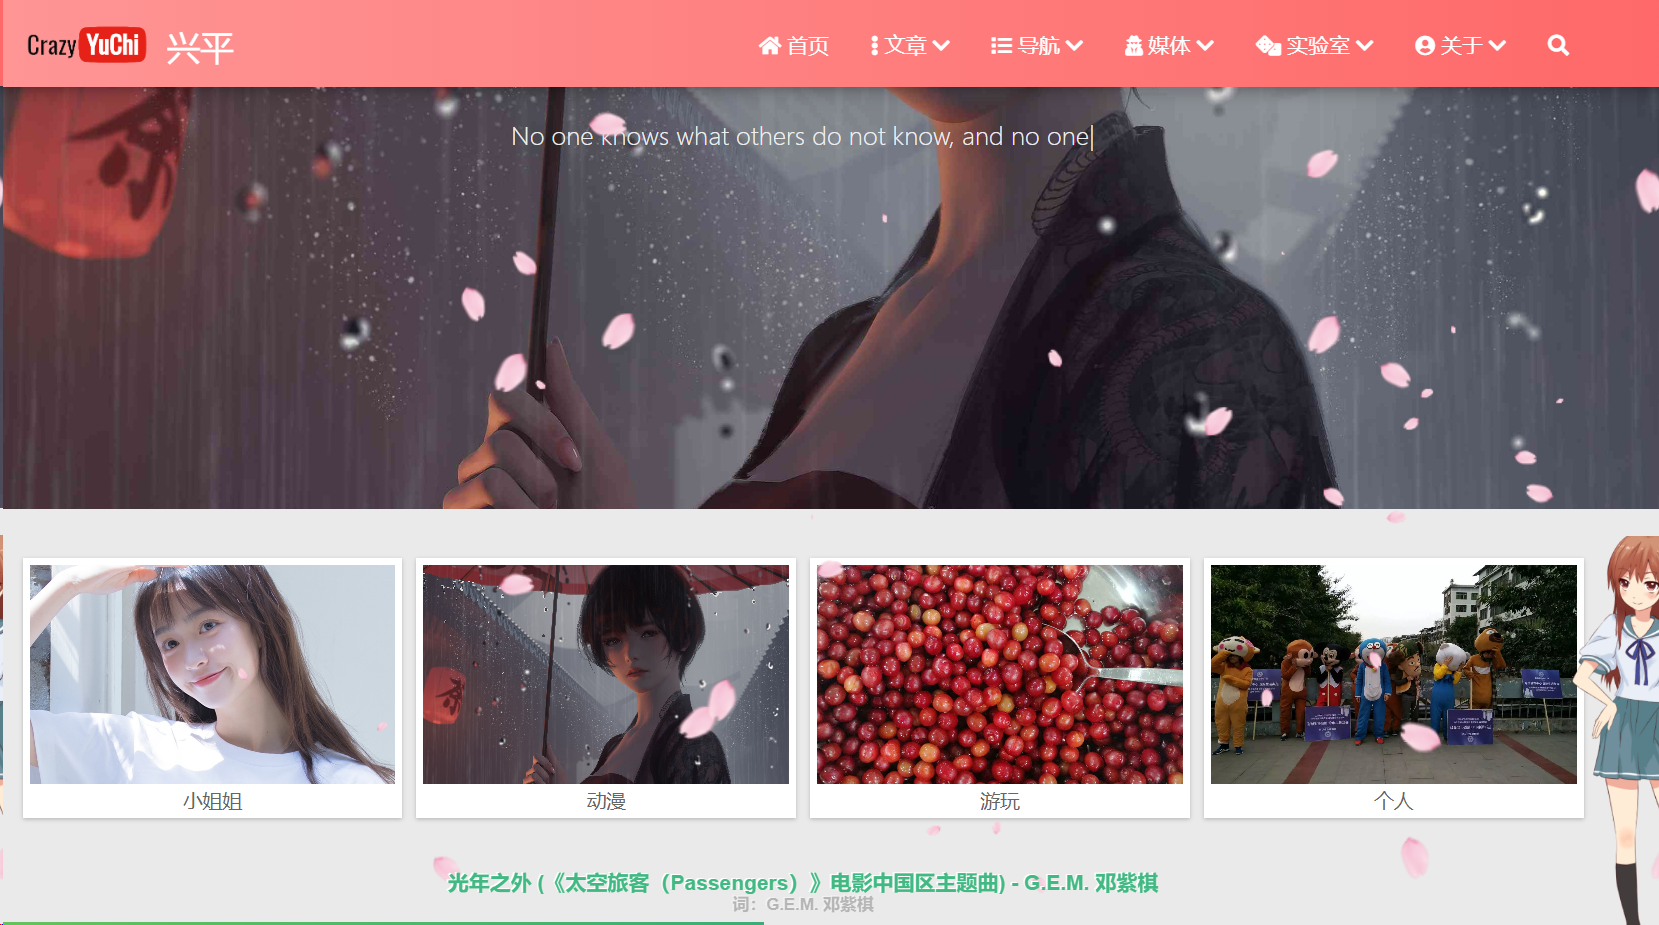 Crazy YuChi 兴平 首页 文章 导航 媒体 实验室 关于
No one knows what others do not know, and no one|
小姐姐 动漫 游玩 个人
光年之外 (《太空旅客（Passengers）》电影中国区主题曲) - G.E.M. 邓紫棋
词：G.E.M. 邓紫棋